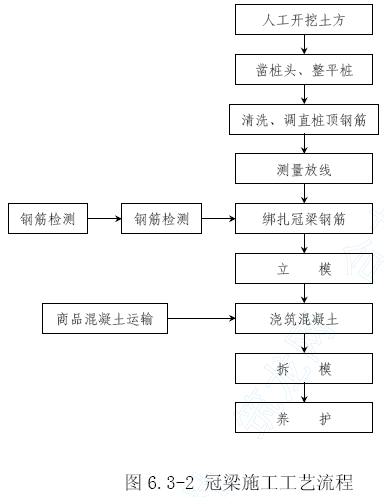 人工开挖土方
凿桩头、整平桩
清洗、调直桩顶钢筋
测量放线
钢筋检测
钢筋检测
绑扎冠梁钢筋
立 模
商品混凝土运输
浇筑混凝土
拆 模
养 护
图 6.3-2 冠梁施工工艺流程